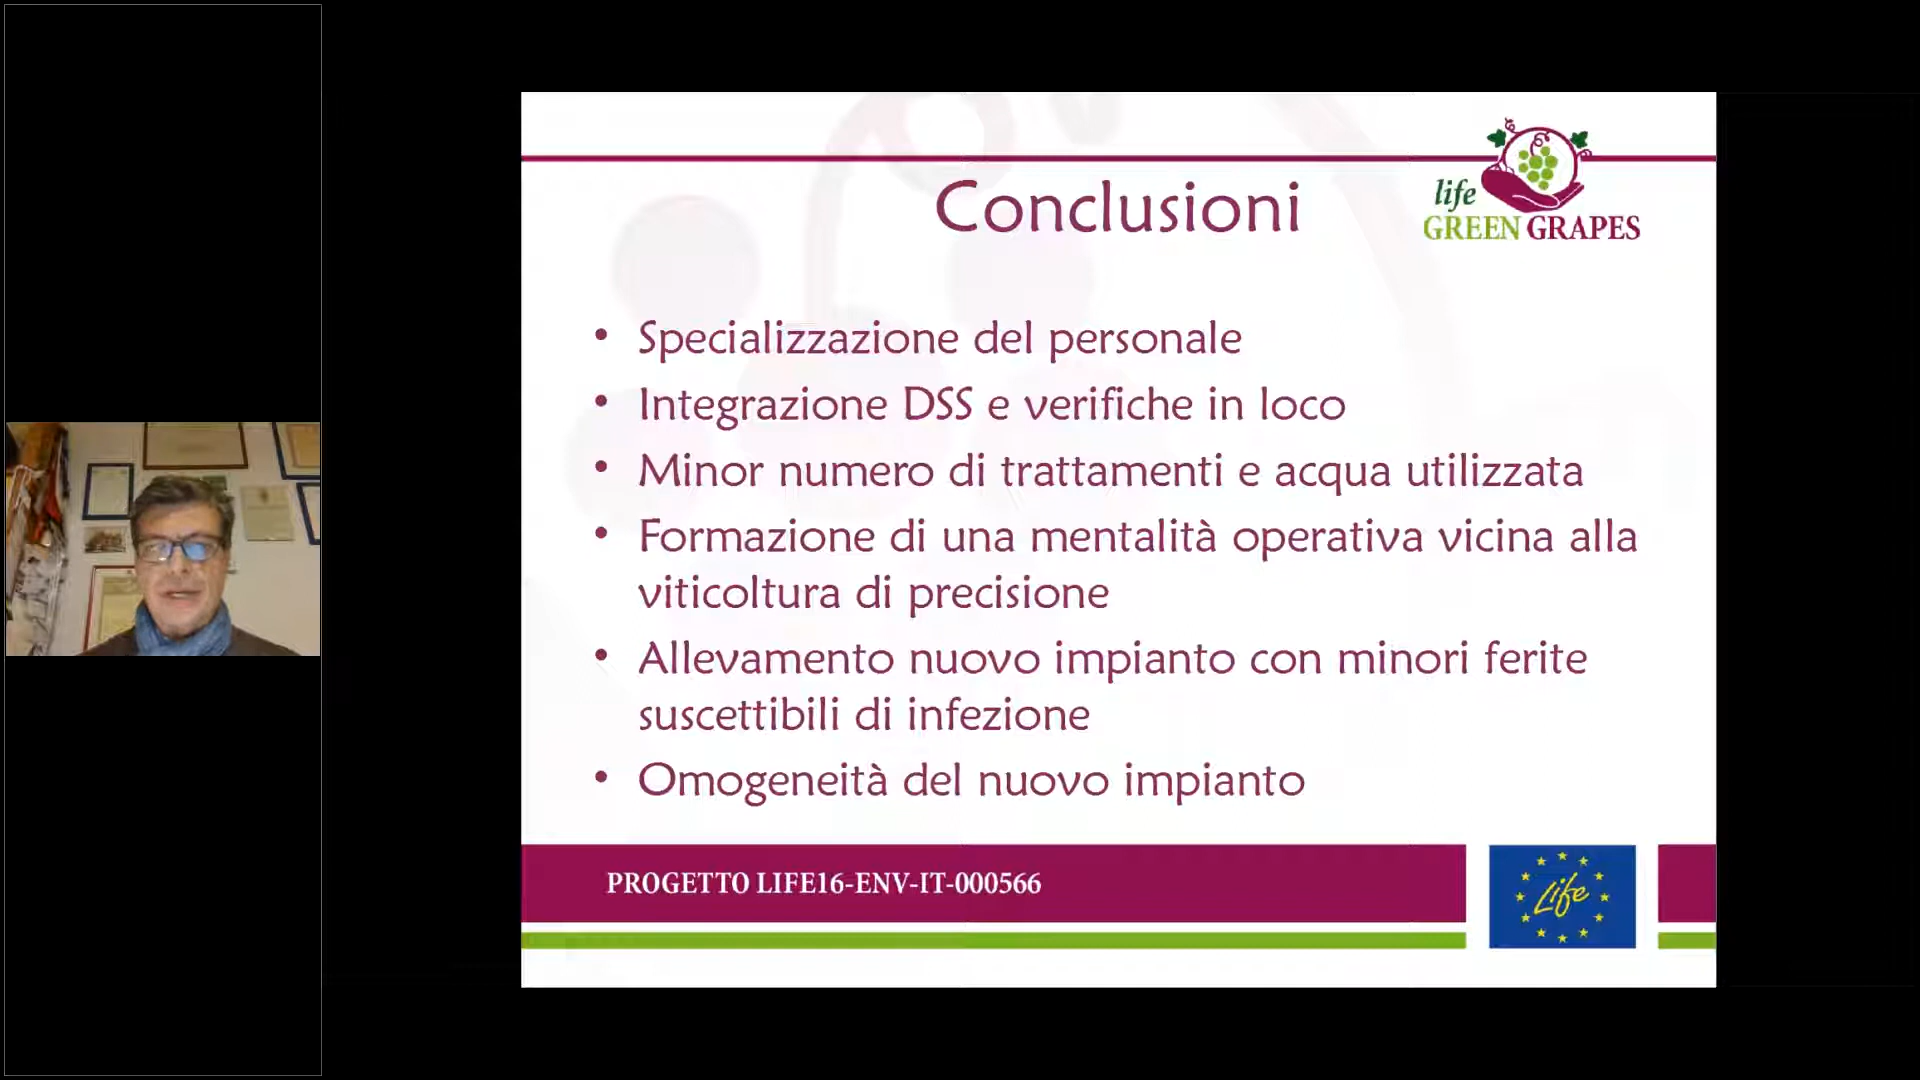 Conclusioni
life
GREEN GRAPES
• Specializzazione del personale
• Integrazione DSS e verifiche in loco
• Minor numero di trattamenti e acqua utilizzata
• Formazione di una mentalità operativa vicina alla
viticoltura di precisione
• Allevamento nuovo impianto con minori ferite
suscettibili di infezione
• Omogeneità del nuovo impianto
PROGETTO LIFE16-ENV-IT-000566
Life